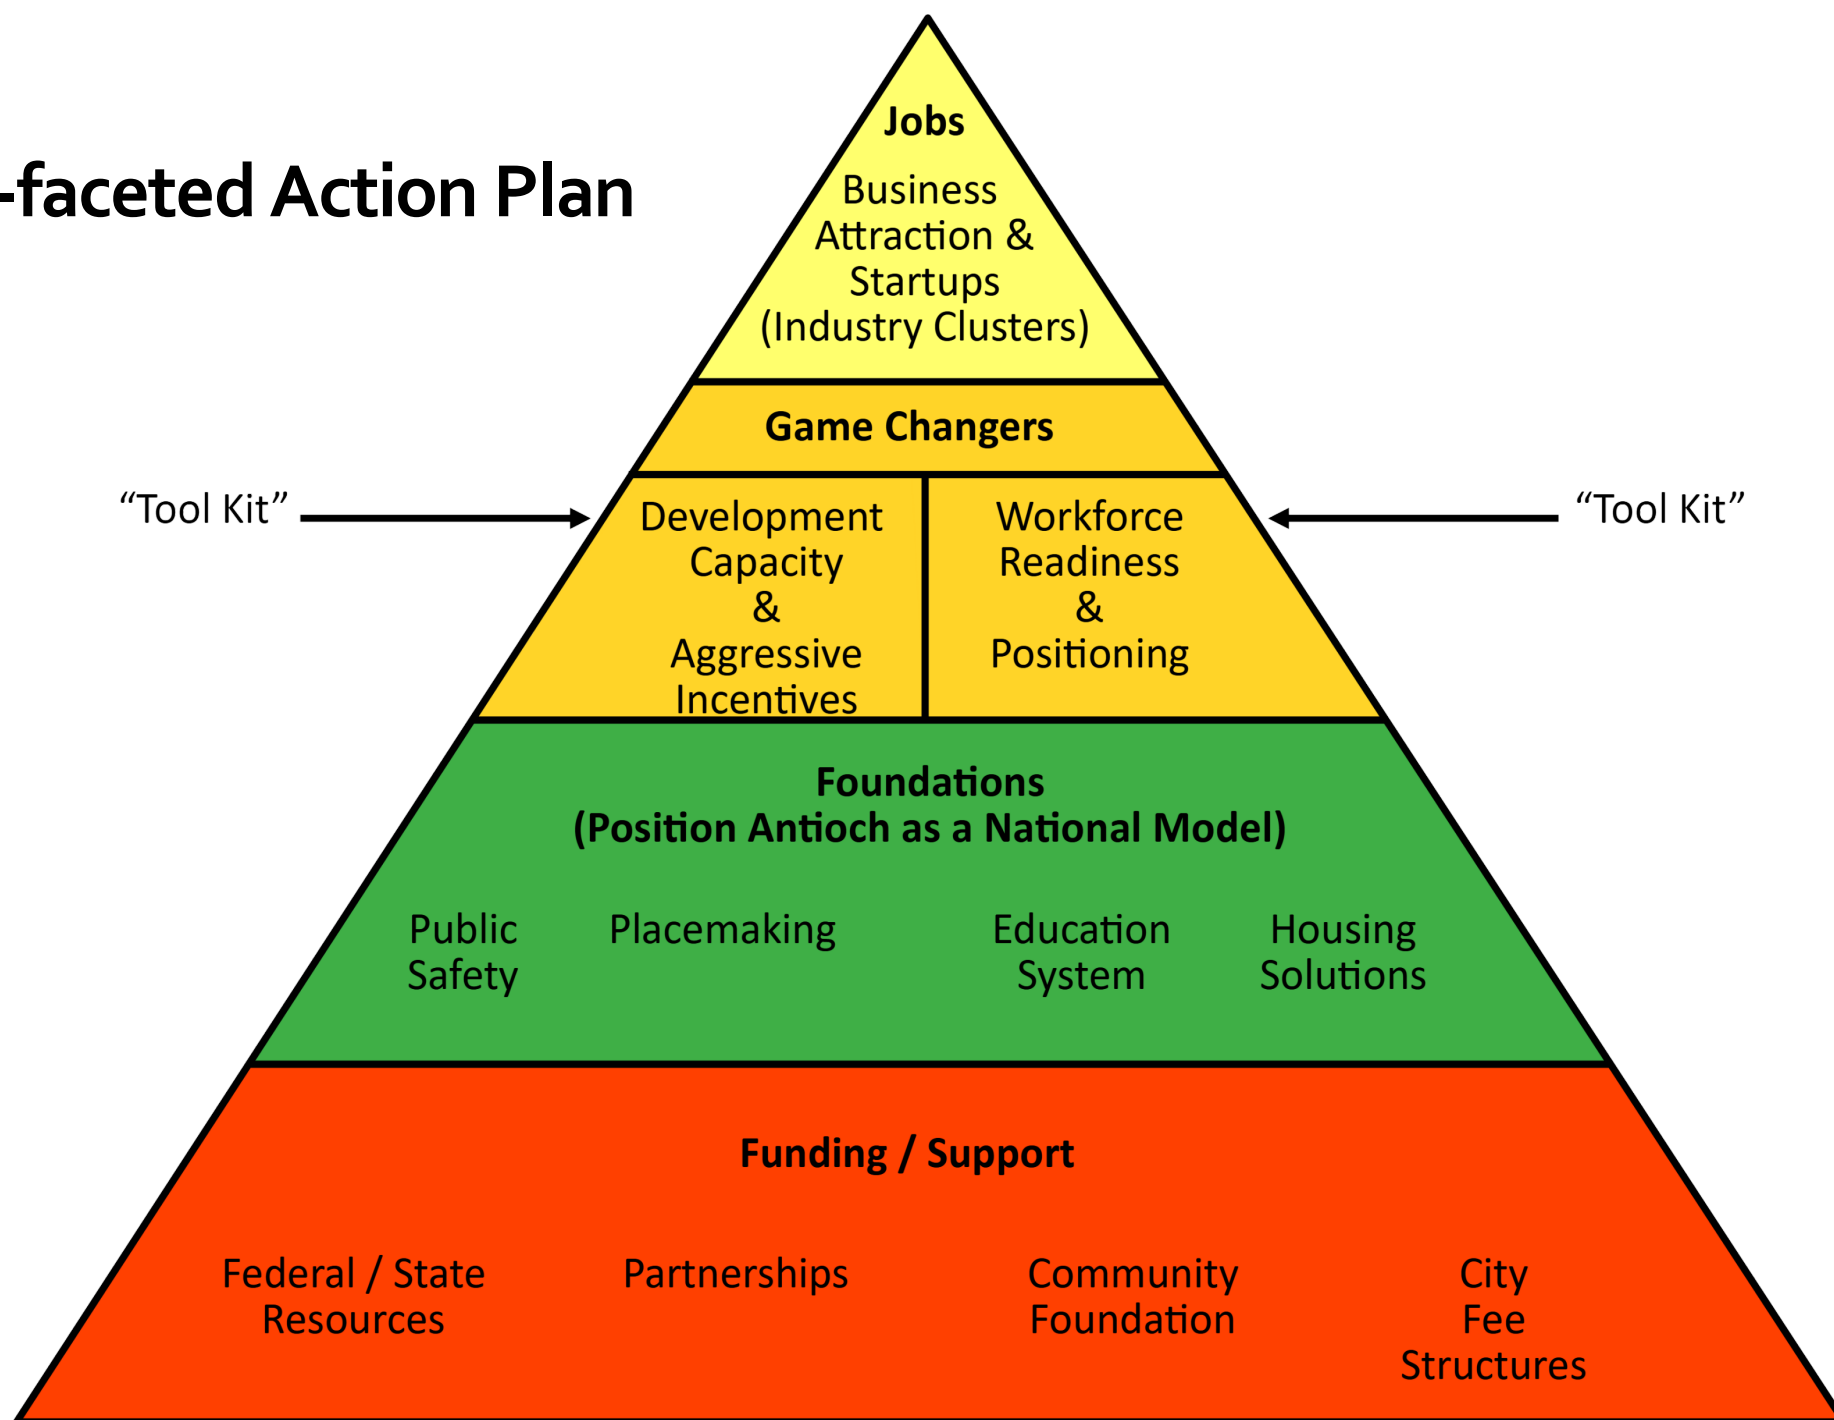 -faceted Action Plan
Jobs
Business
Attraction &
Startups
(Industry Clusters)
Game Changers
“Tool Kit”
Development
Capacity
&
Aggressive
Incentives
Workforce
Readiness
&
Positioning
“Tool Kit”
Foundations
(Position Antioch as a National Model)
Public
Safety
Placemaking
Education
System
Housing
Solutions
Funding / Support
Federal / State
Resources
Partnerships
Community
Foundation
City
Fee
Structures